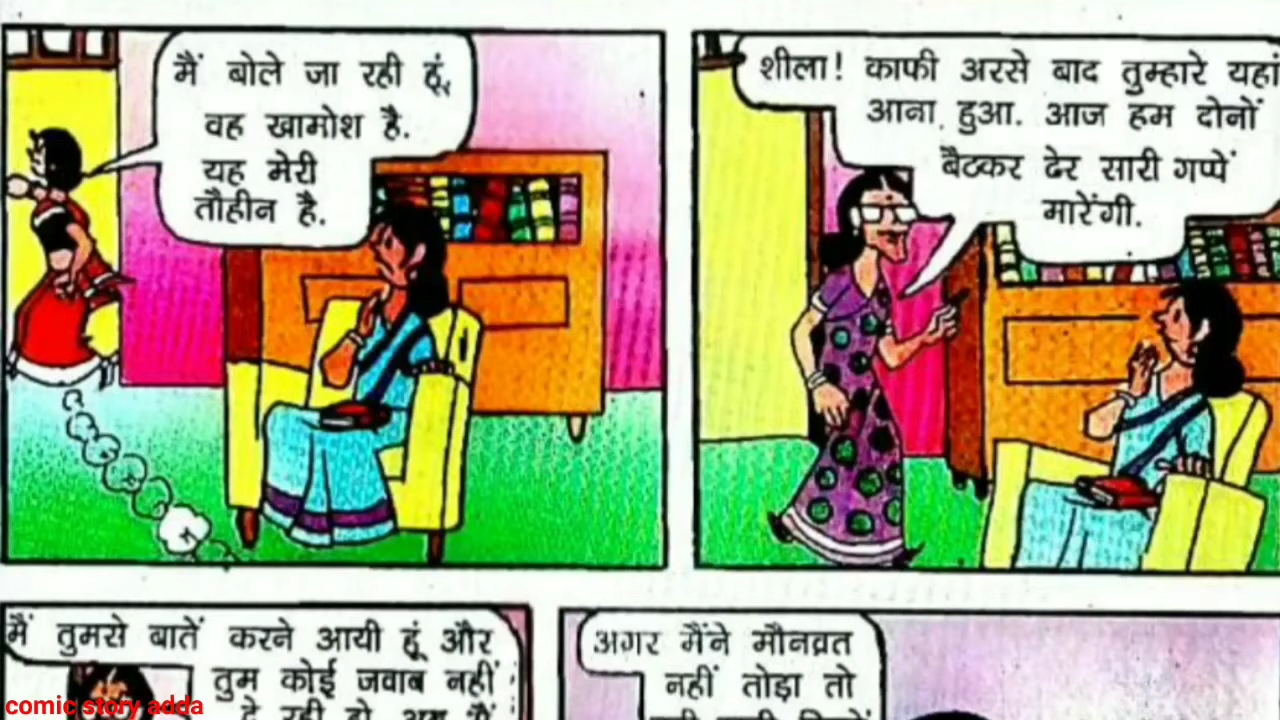 मैं बोले जा रही हूं,
वह खामोश है.
यह मेरी
तौहीन है.
शीला! काफी अरसे बाद तुम्हारे यहां
आना हुआ. आज हम दोनों
बैठकर ढेर सारी गप्पें
मारेंगी.
मैं तुमसे बातें करने आयी हूं और
तुम कोई जवाब नहीं
अगर मैंने मौनव्रत
नहीं तोड़ा तो
comic story adda